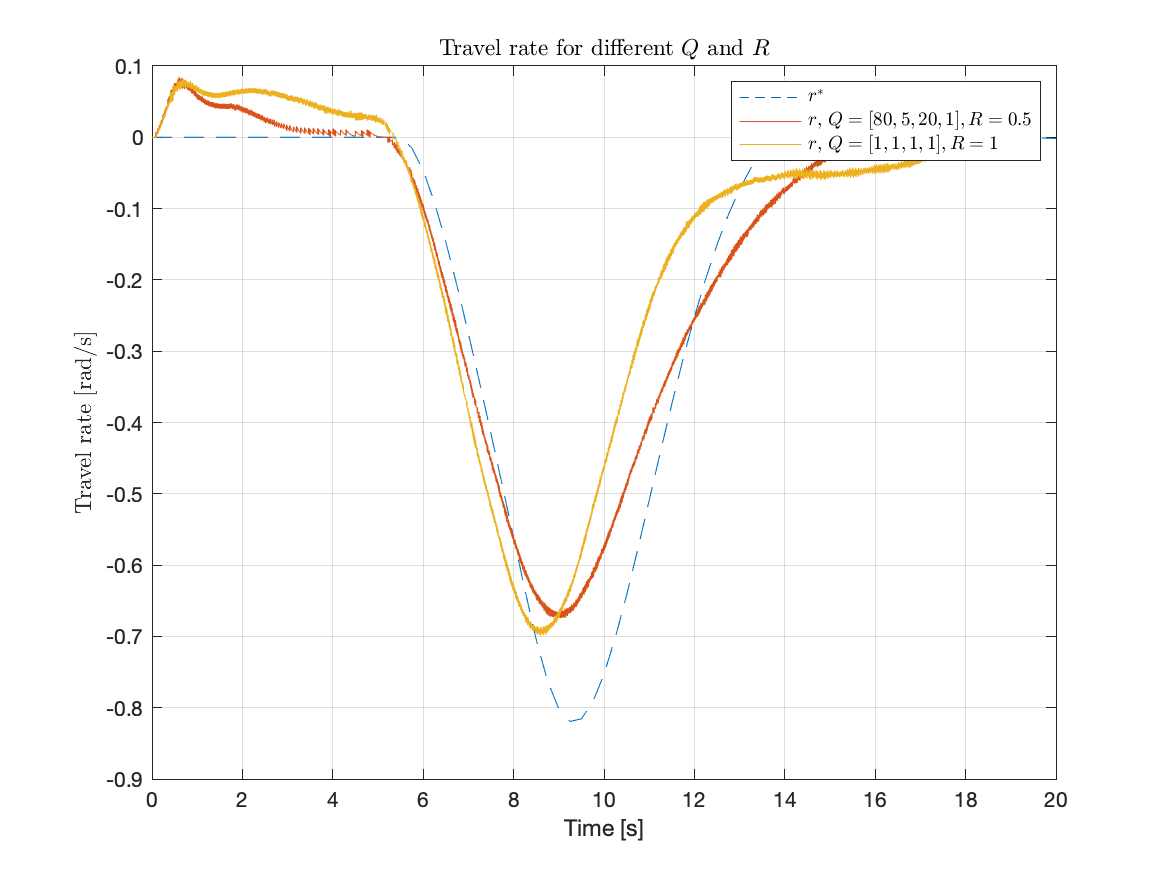 Travel rate for different Q and R
r*
r, Q = [80, 5, 20, 1], R = 0.5
r, Q = [1, 1, 1, 1], R = 1
0.1
0
-0.1
-0.2
-0.3
-0.4
-0.5
-0.6
-0.7
-0.8
-0.9
Travel rate [rad/s]
0 2 4 6 8 10 12 14 16 18 20
Time [s]